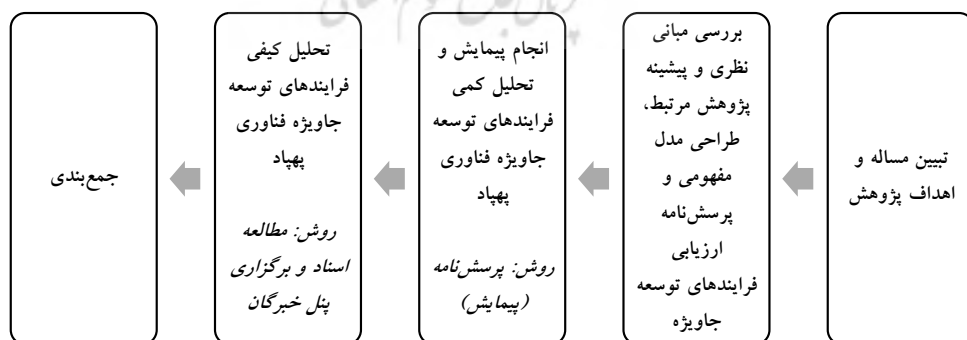 تبیین مساله و
اهداف پژوهش
بررسی مبانی
نظری و پیشینه
پژوهش مرتبط،
طراحی مدل
مفهومی و
پرسش‌نامه
ارزیابی
فرایندهای توسعه
جاویژه
انجام پیمایش و
تحلیل کمی
فرایندهای توسعه
جاویژه فناوری
پهپاد
روش: پرسش‌نامه
(پیمایش)
تحلیل کیفی
فرایندهای توسعه
جاویژه فناوری
پهپاد
روش: مطالعه
اسناد و برگزاری
پنل خبرگان
جمع‌بندی